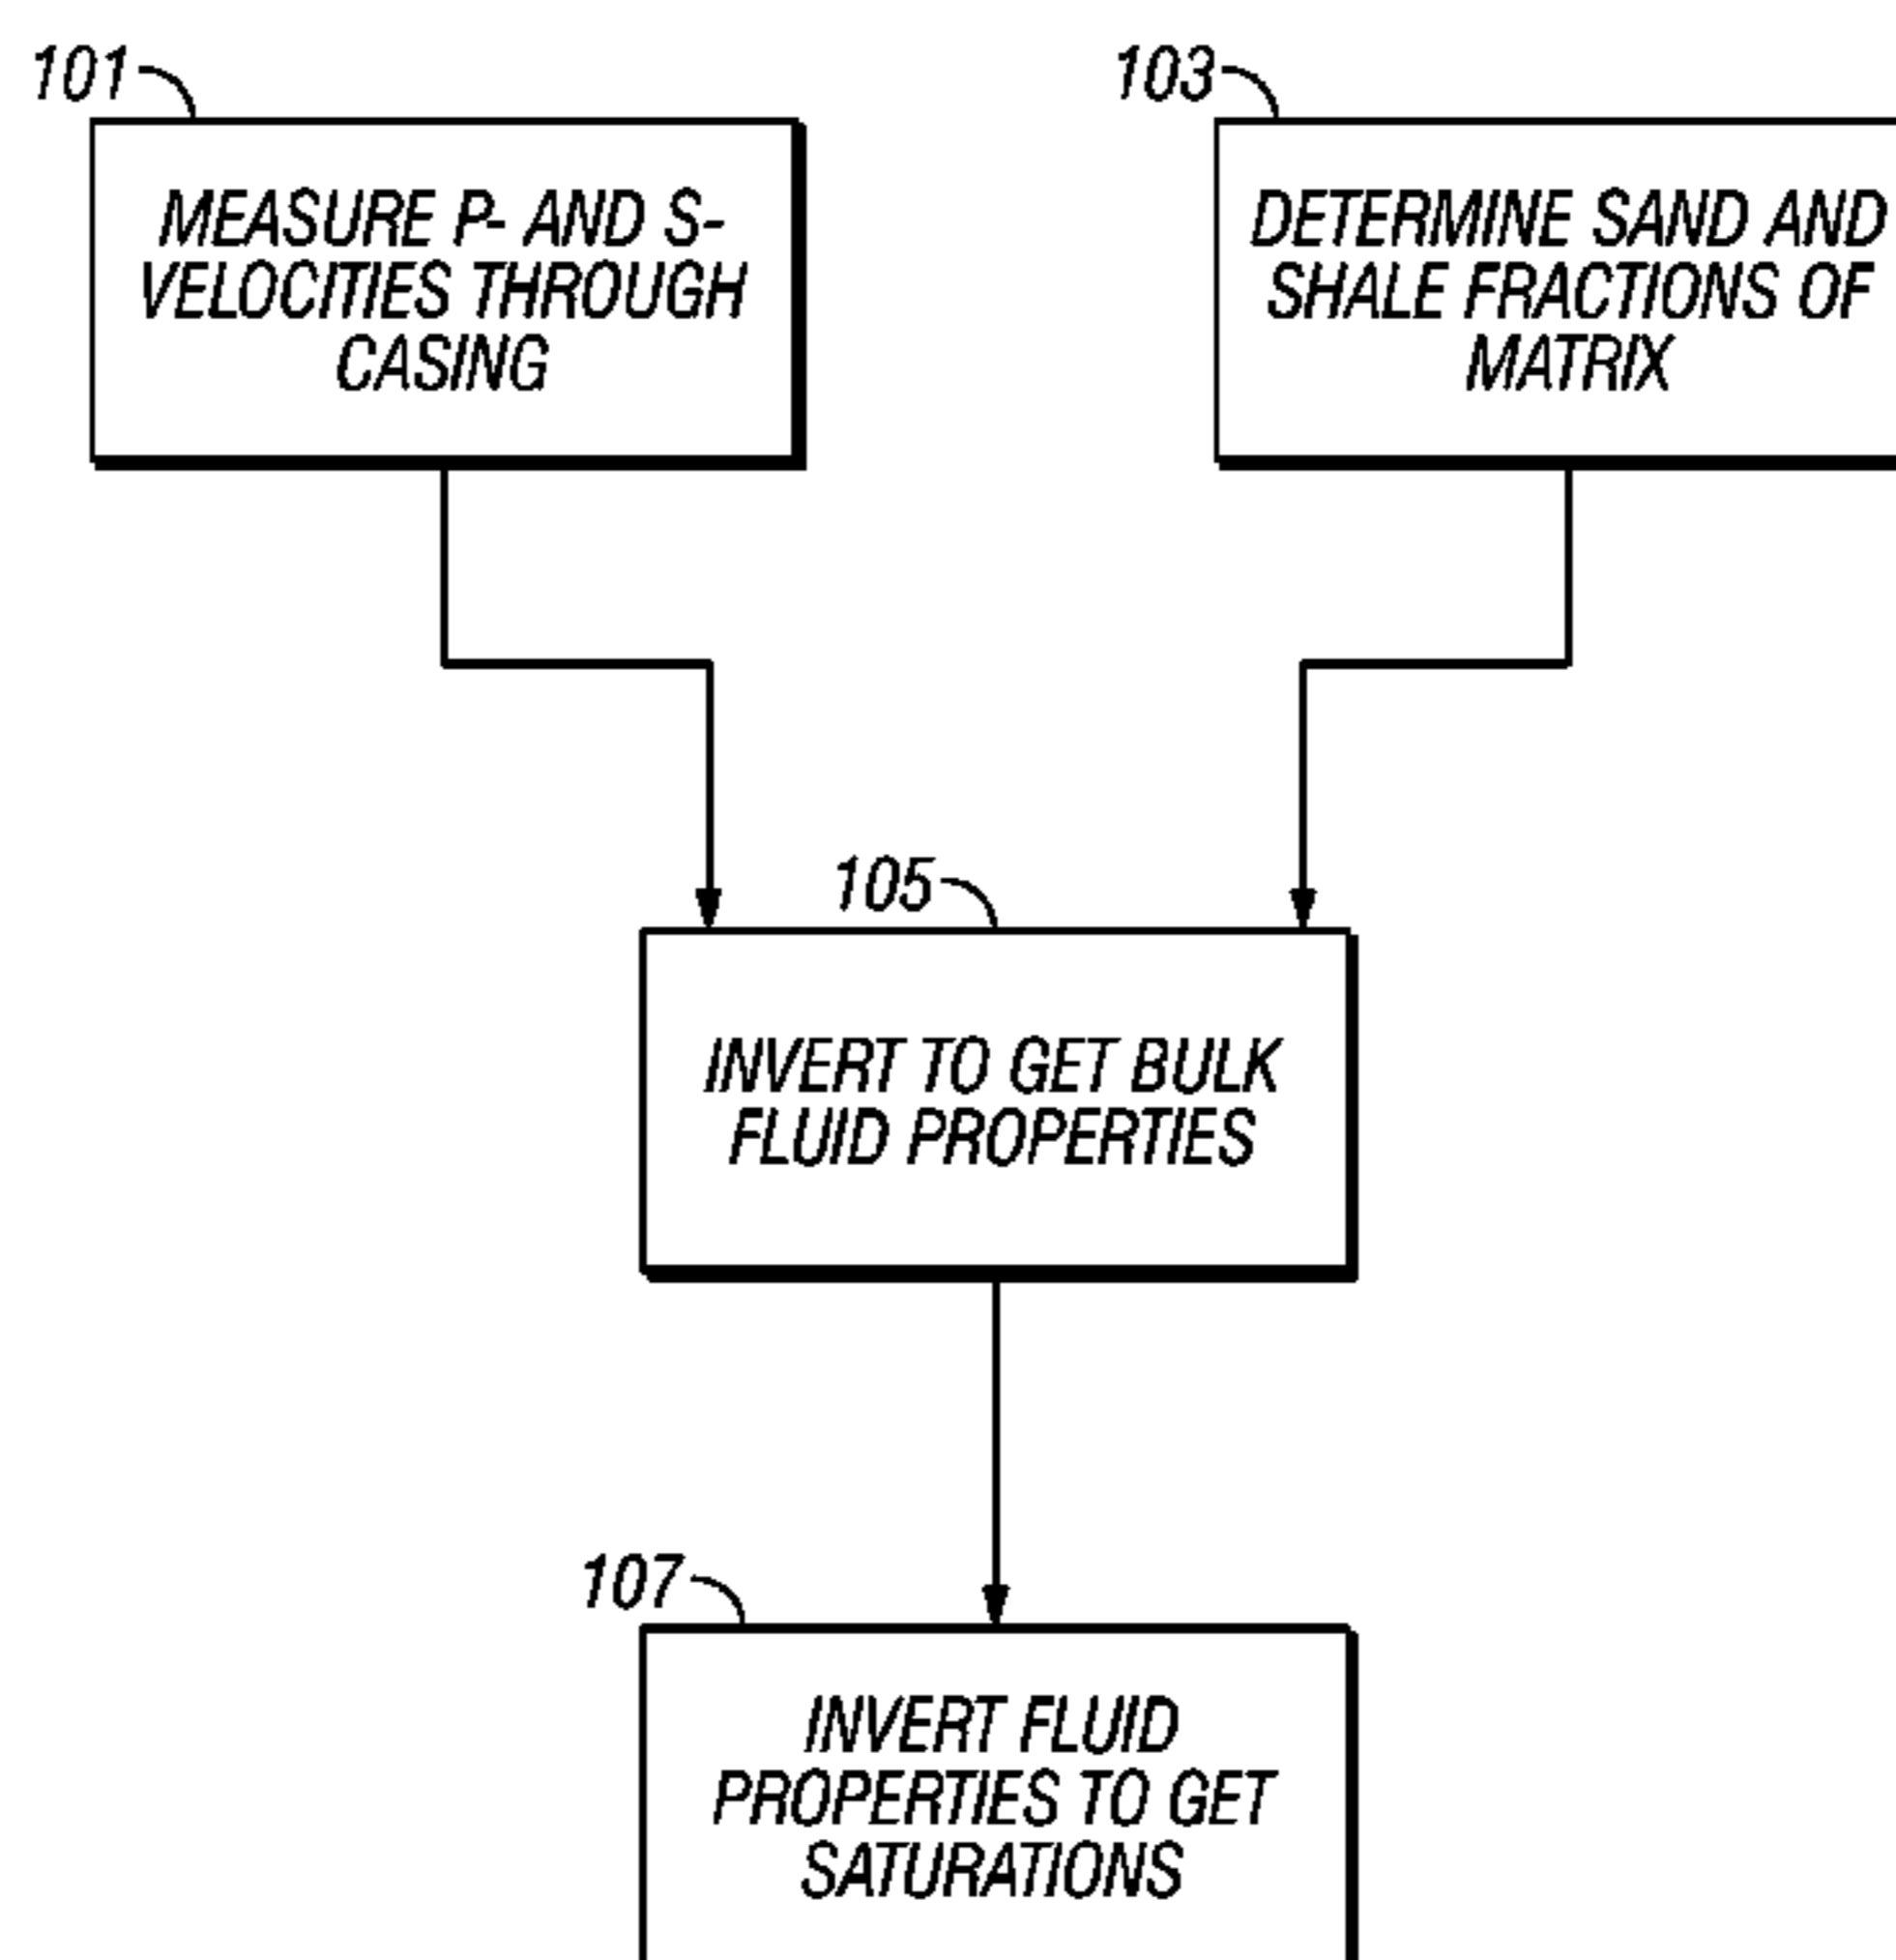 101
MEASURE P- AND S-
VELOCITIES THROUGH
CASING
103
DETERMINE SAND AND
SHALE FRACTIONS OF
MATRIX
105
INVERT TO GET BULK
FLUID PROPERTIES
107
INVERT FLUID
PROPERTIES TO GET
SATURATIONS